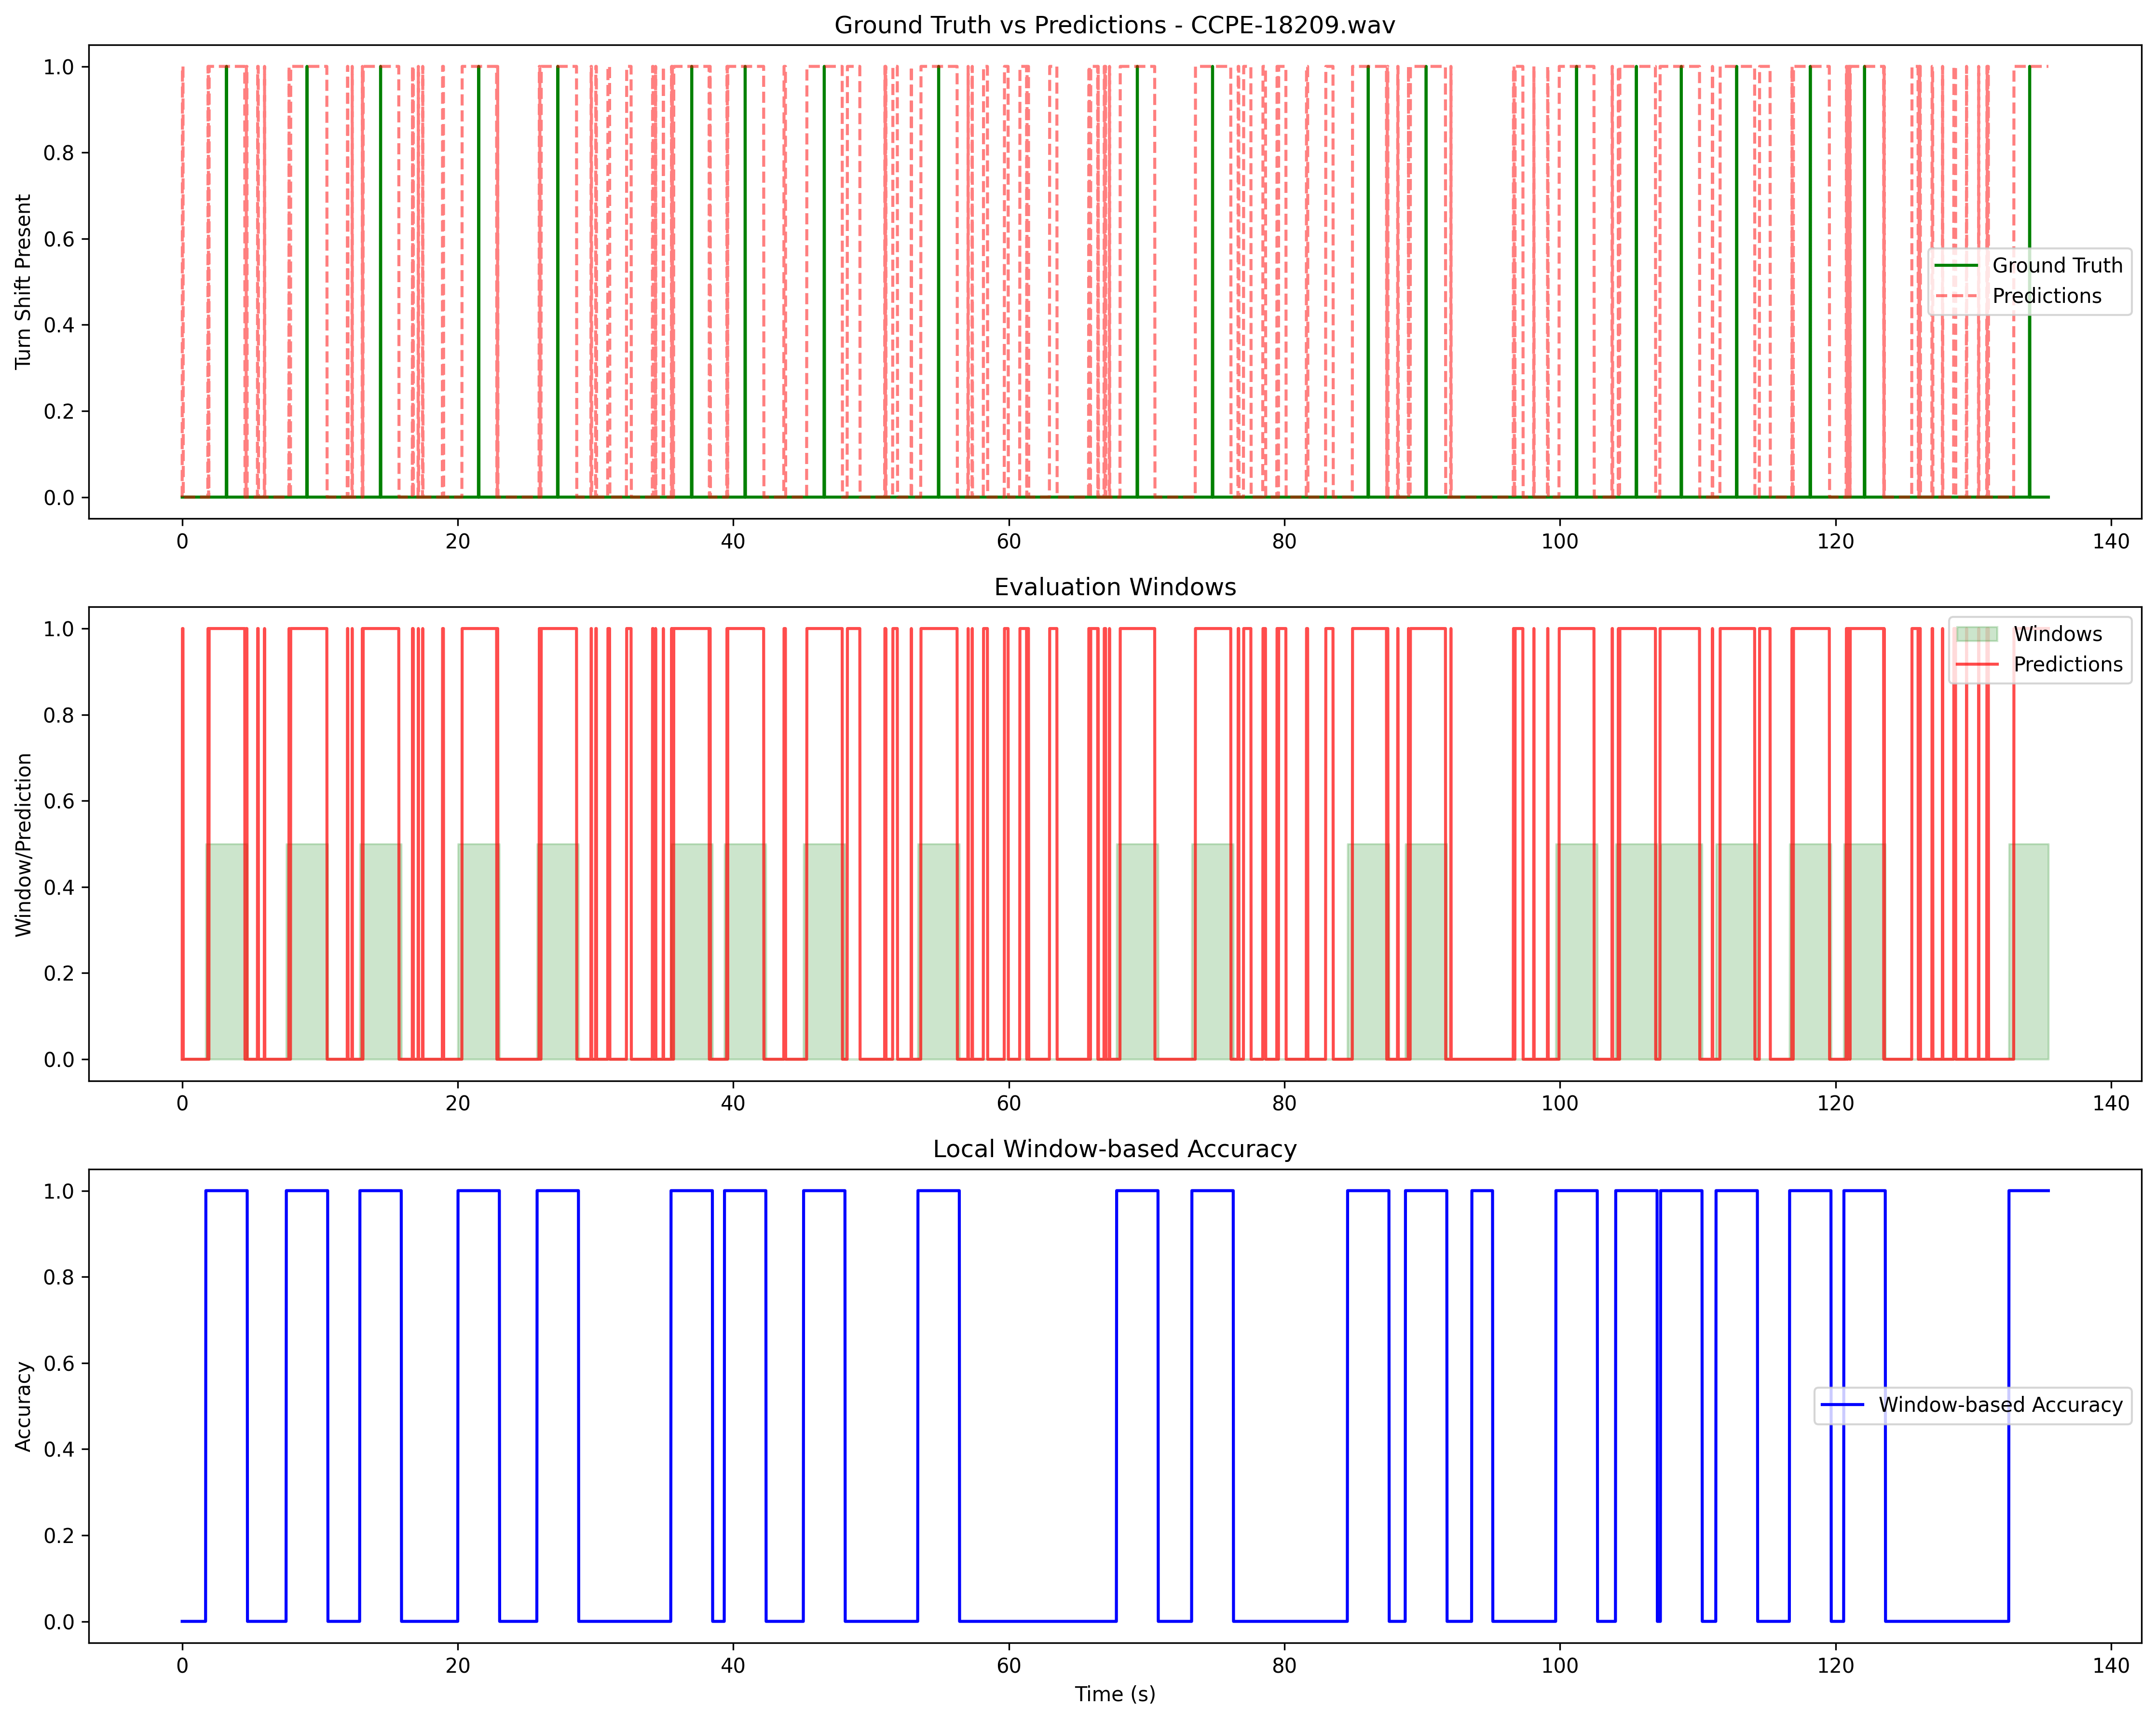 Ground Truth vs Predictions - CCPE-18209.wav
Turn Shift Present
1.0
0.8
0.6
0.4
0.2
0.0
Ground Truth
Predictions
0 20 40 60 80 100 120 140
Evaluation Windows
Window/Prediction
1.0
0.8
0.6
0.4
0.2
0.0
Windows
Predictions
0 20 40 60 80 100 120 140
Local Window-based Accuracy
Accuracy
1.0
0.8
0.6
0.4
0.2
0.0
Window-based Accuracy
0 20 40 60 80 100 120 140
Time (s)